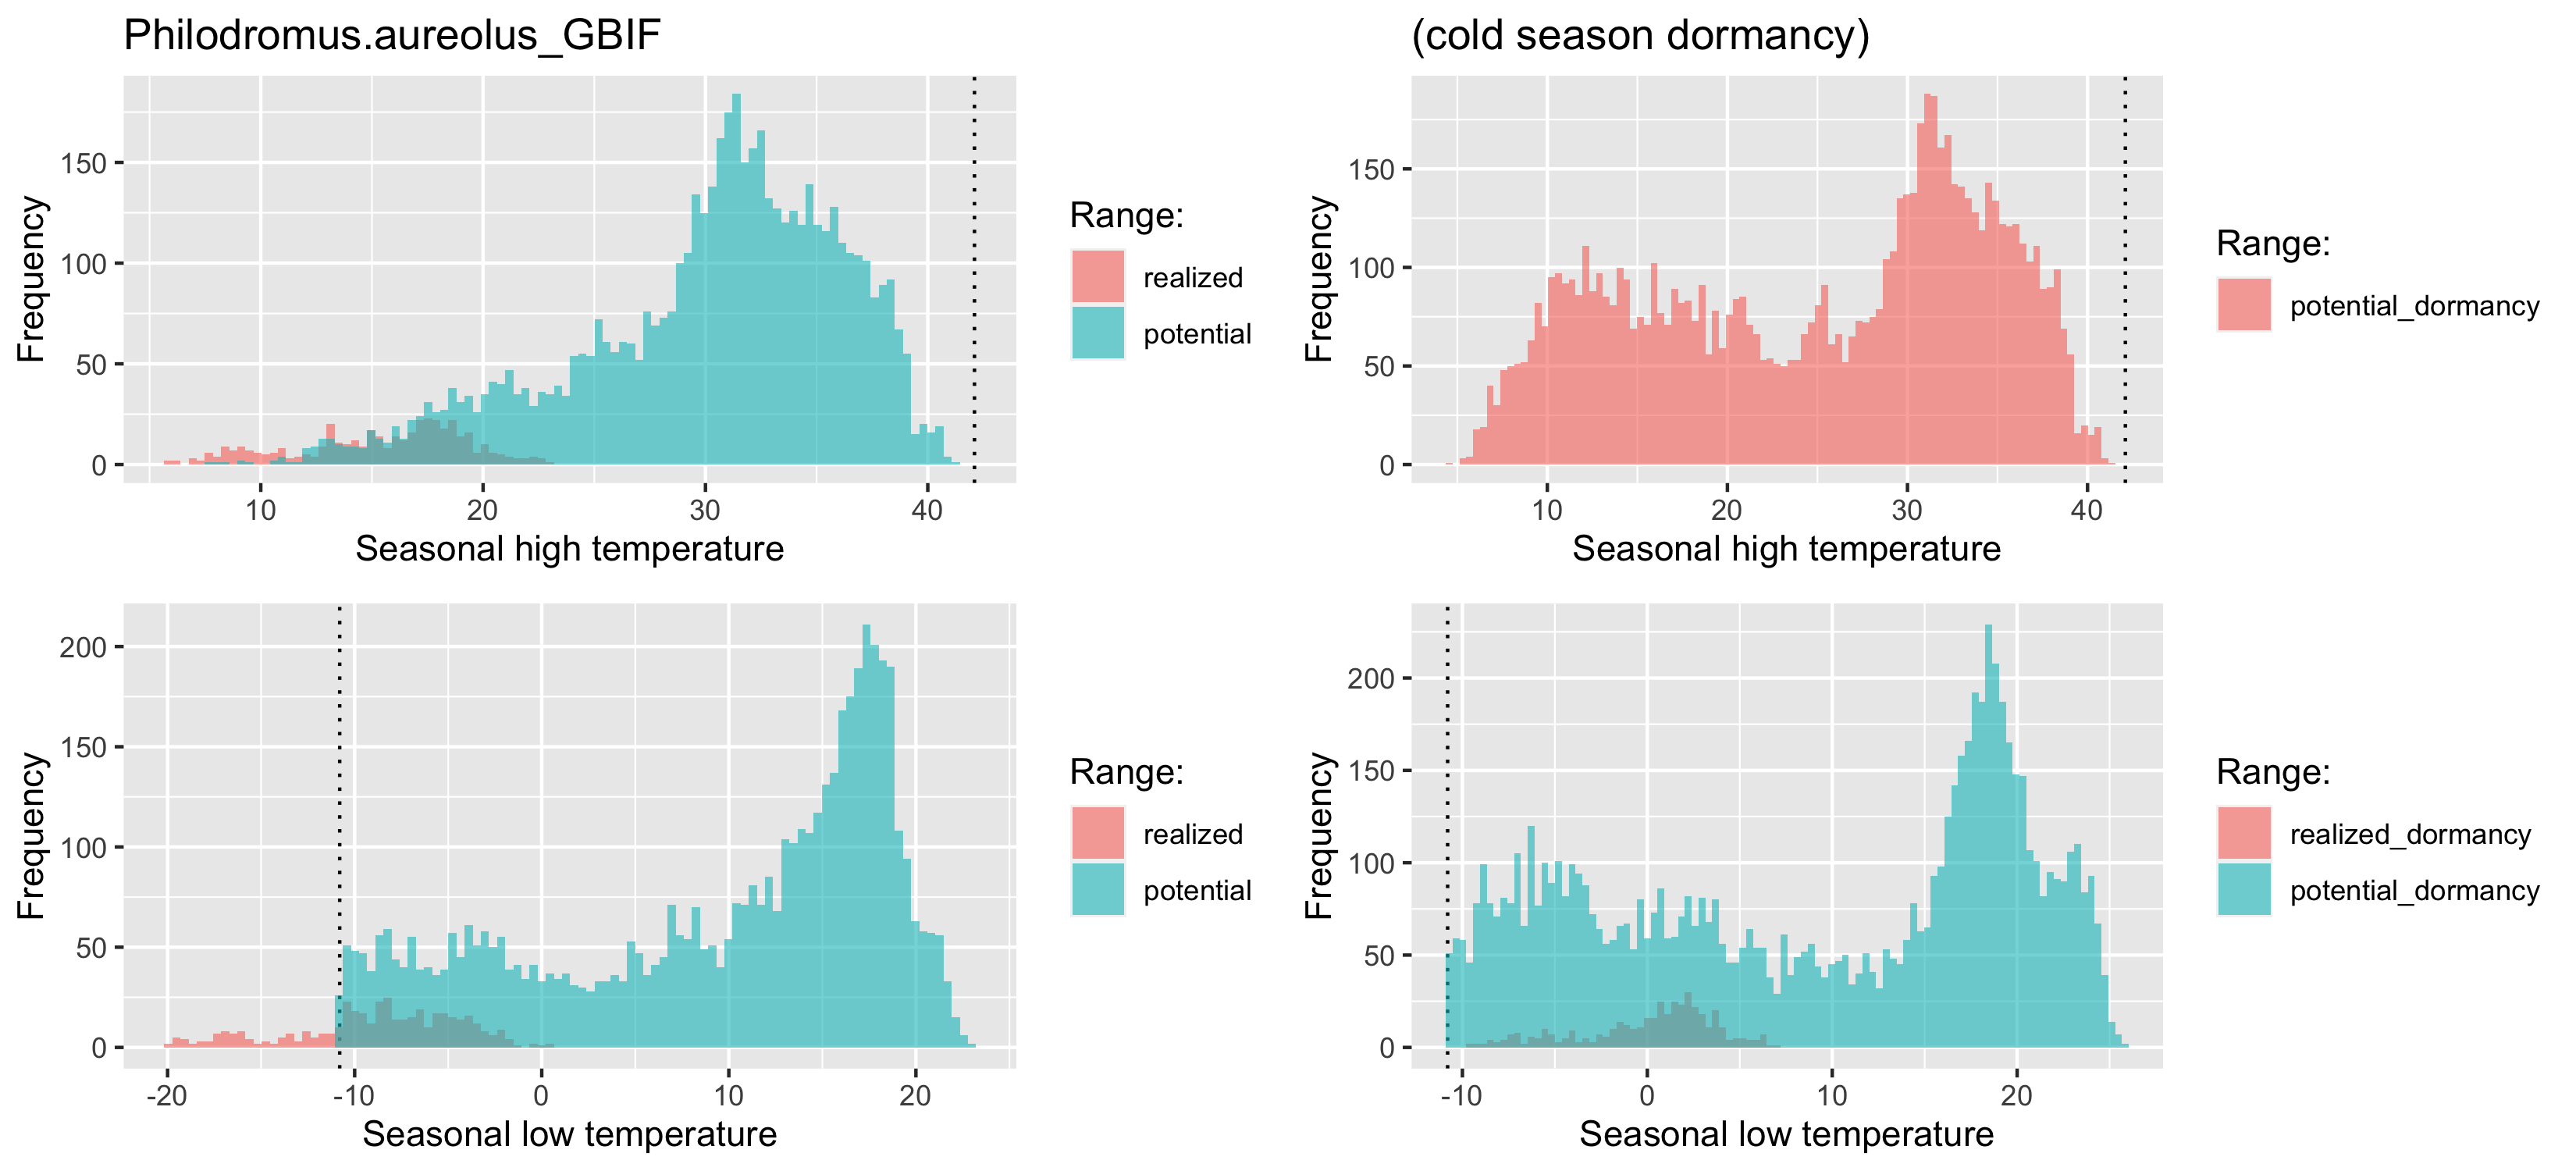 Philodromus.aureolus_GBIF
Frequency
150
100
50
0
10 20 30 40
Seasonal high temperature
Range:
realized
potential
(cold season dormancy)
Frequency
150
100
50
0
10 20 30 40
Seasonal high temperature
Range:
potential_dormancy
Frequency
200
150
100
50
0
-20 -10 0 10 20
Seasonal low temperature
Range:
realized
potential
Frequency
200
150
100
50
0
-10 0 10 20
Seasonal low temperature
Range:
realized_dormancy
potential_dormancy